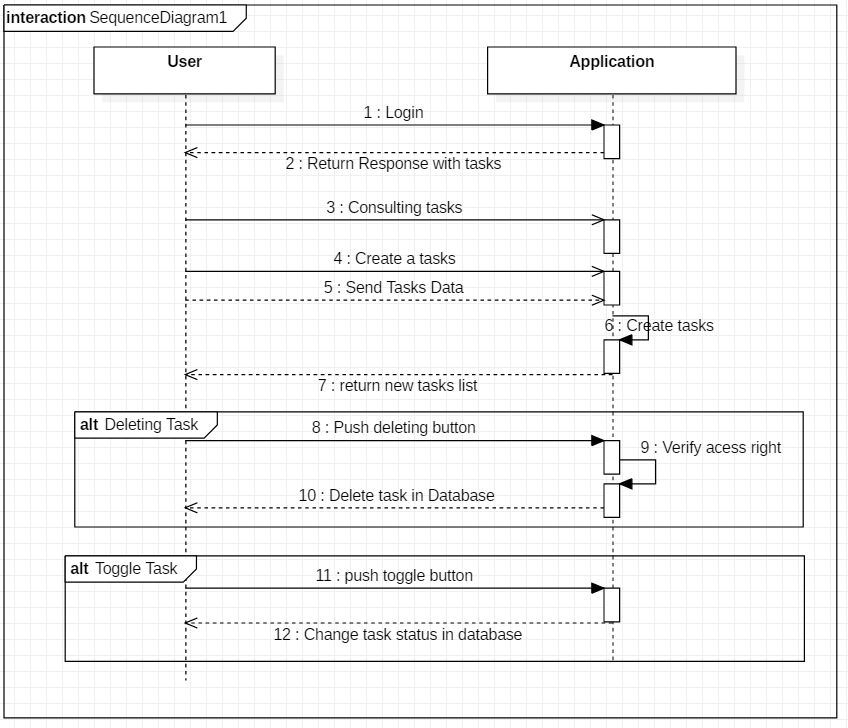 interaction SequenceDiagram1
User
Application
1 : Login
2 : Return Response with tasks
3 : Consulting tasks
4 : Create a tasks
5 : Send Tasks Data
6 : Create tasks
7 : return new tasks list
alt Deleting Task
8 : Push deleting button
9 : Verify acess right
10 : Delete task in Database
alt Toggle Task
11 : push toggle button
12 : Change task status in database